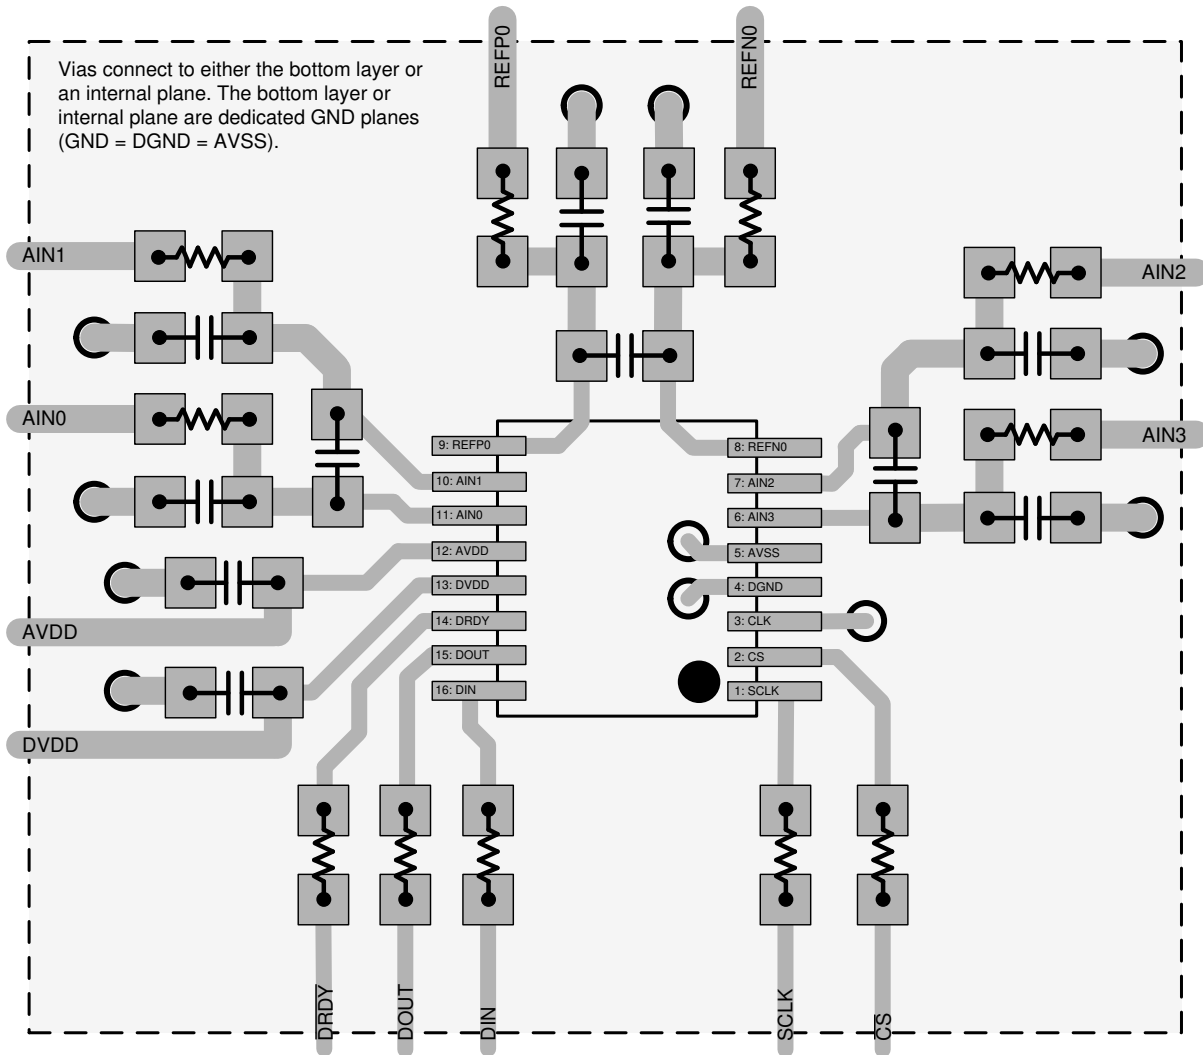 REFP0
REFN0
Vias connect to either the bottom layer or
an internal plane. The bottom layer or
internal plane are dedicated GND planes
(GND = DGND = AVSS).
AIN1
AIN2
AIN0
AIN3
9: REFP0
8: REFN0
10: AIN1
7: AIN2
11: AIN0
6: AIN3
12: AVDD
5: AVSS
13: DVDD
4: DGND
14: DRDY
3: CLK
15: DOUT
2: CS
16: DIN
1: SCLK
AVDD
DVDD
D̅R̅D̅Y̅
DOUT
DIN
SCLK
C̅S̅